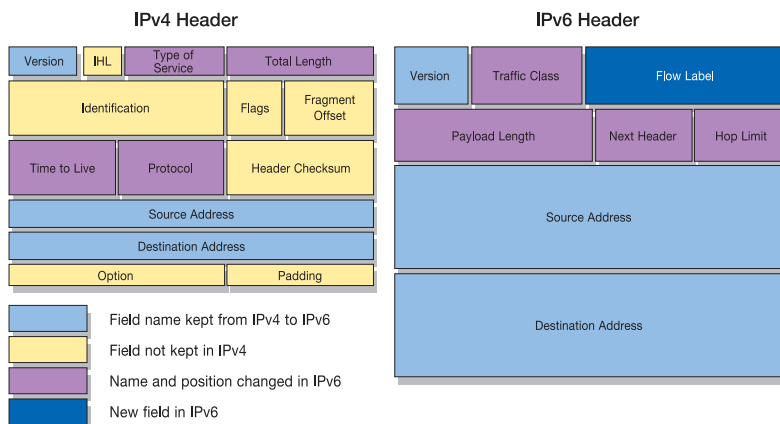 IPv4 Header
Version
IHL
Type of
Service
Total Length
Identification
Flags
Fragment
Offset
Time to Live
Protocol
Header Checksum
Source Address
Destination Address
Option
Padding
Field name kept from IPv4 to IPv6
Field not kept in IPv4
Name and position changed in IPv6
New field in IPv6
IPv6 Header
Version
Traffic Class
Flow Label
Payload Length
Next Header
Hop Limit
Source Address
Destination Address